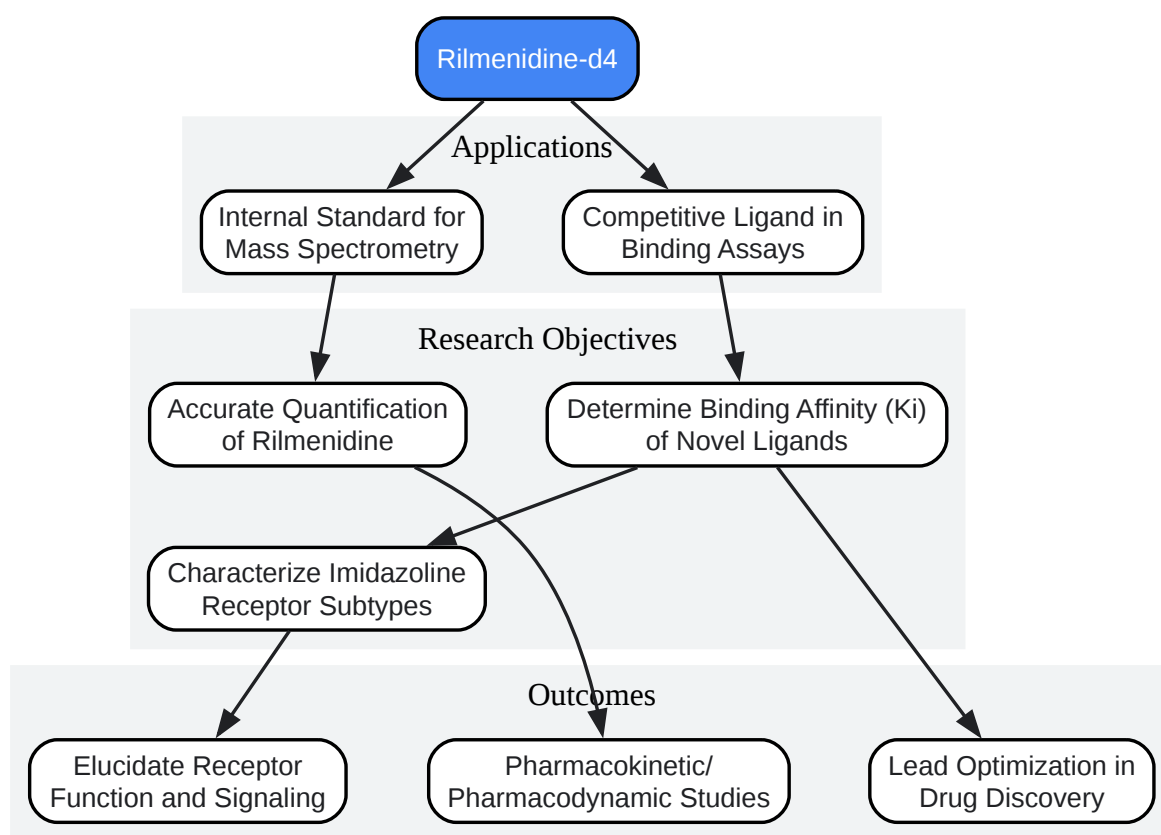 Rilmenidine-d4
Applications
Internal Standard for
Mass Spectrometry
Competitive Ligand in
Binding Assays
Research Objectives
Accurate Quantification
of Rilmenidine
Determine Binding Affinity (Ki)
of Novel Ligands
Characterize Imidazoline
Receptor Subtypes
Outcomes
Elucidate Receptor
Function and Signaling
Pharmacokinetic/
Pharmacodynamic Studies
Lead Optimization in
Drug Discovery